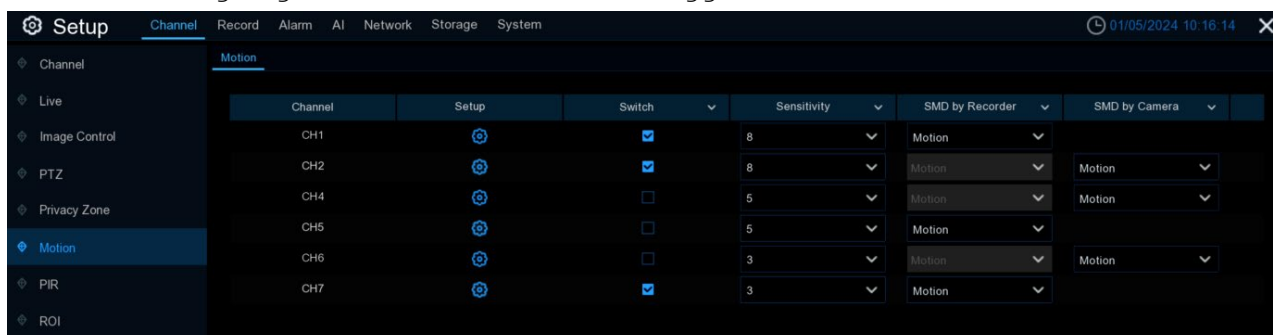 Setup Channel Record Alarm AI Network Storage System 01/05/2024 10:16:14
Channel
Live
Image Control
PTZ
Privacy Zone
Motion
PIR
ROI
Motion
Channel Setup Switch Sensitivity SMD by Recorder SMD by Camera
CH1 8 Motion
CH2 8 Motion Motion
CH4 5 Motion Motion
CH5 5 Motion
CH6 3 Motion Motion
CH7 3 Motion